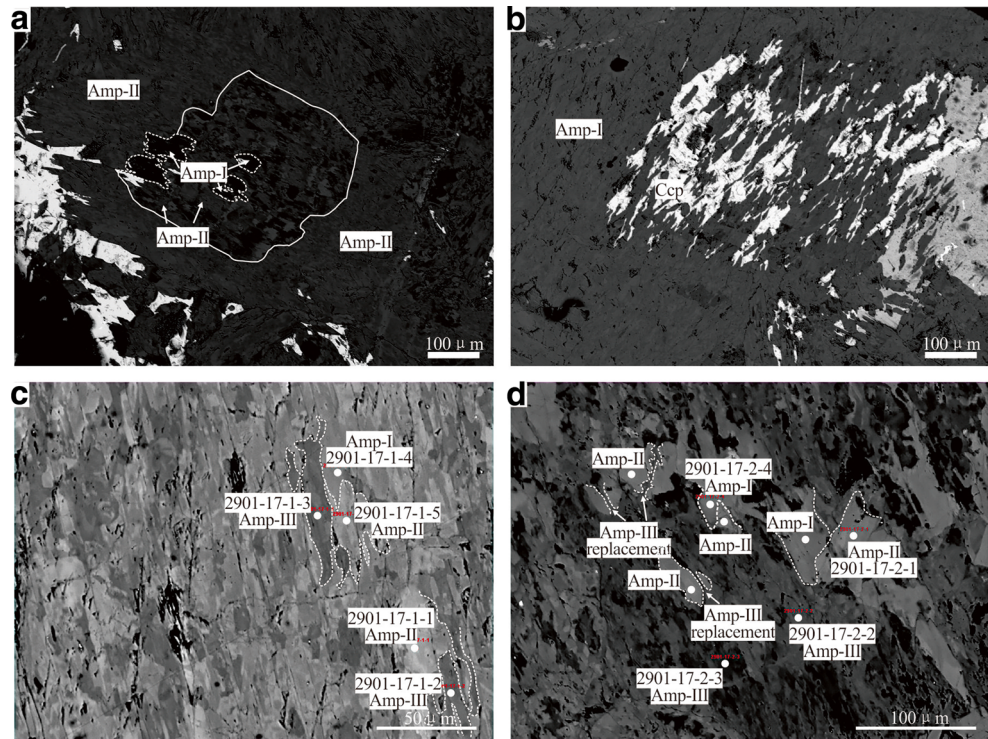 a
Amp-II
Amp-I
Amp-II
Amp-II
100 μm
b
Amp-I
Ccp
100 μm
c
Amp-I
2901-17-1-4
2901-17-1-3
Amp-III
2901-17-1-5
Amp-II
2901-17-1-1
Amp-II
2901-17-1-2
Amp-III
50 μm
d
Amp-II
2901-17-2-4
Amp-I
Amp-III
replacement
Amp-II
Amp-I
Amp-II
2901-17-2-1
Amp-II
Amp-III
replacement
2901-17-2-2
Amp-III
2901-17-2-3
Amp-III
100 μm